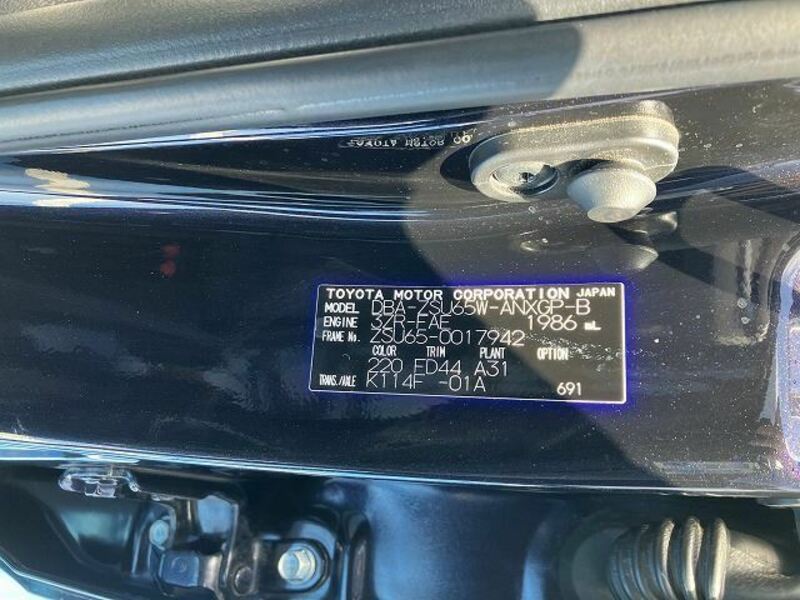 TOYOTA MOTOR CORPORATION JAPAN
MODEL DBA-ZSU65W-ANXGP-B
ENGINE 3ZR-FAE 1986 mL
FRAME No. ZSU65-0017942
COLOR TRIM PLANT OPTION
220 ED44 A31
TRANS./AXLE K114F -01A 691